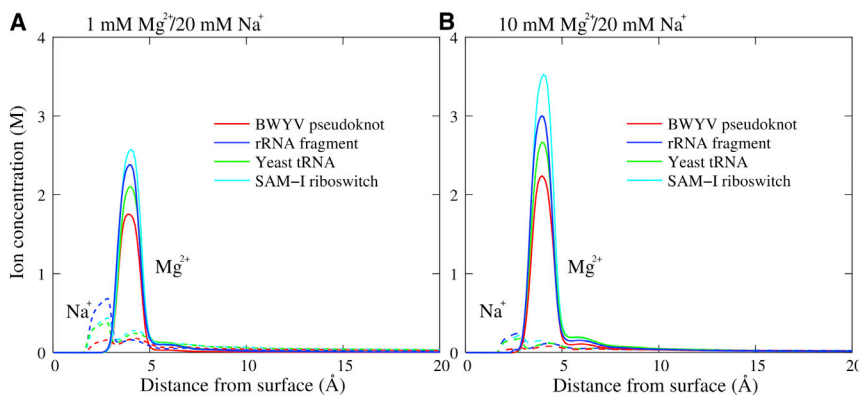 A
1 mM Mg²⁺/20 mM Na⁺
Ion concentration (M)
4
3
2
1
0
BWYV pseudoknot
rRNA fragment
Yeast tRNA
SAM−I riboswitch
Mg²⁺
Na⁺
0 5 10 15 20
Distance from surface (Å)
B
10 mM Mg²⁺/20 mM Na⁺
4
3
2
1
0
BWYV pseudoknot
rRNA fragment
Yeast tRNA
SAM−I riboswitch
Mg²⁺
Na⁺
0 5 10 15 20
Distance from surface (Å)